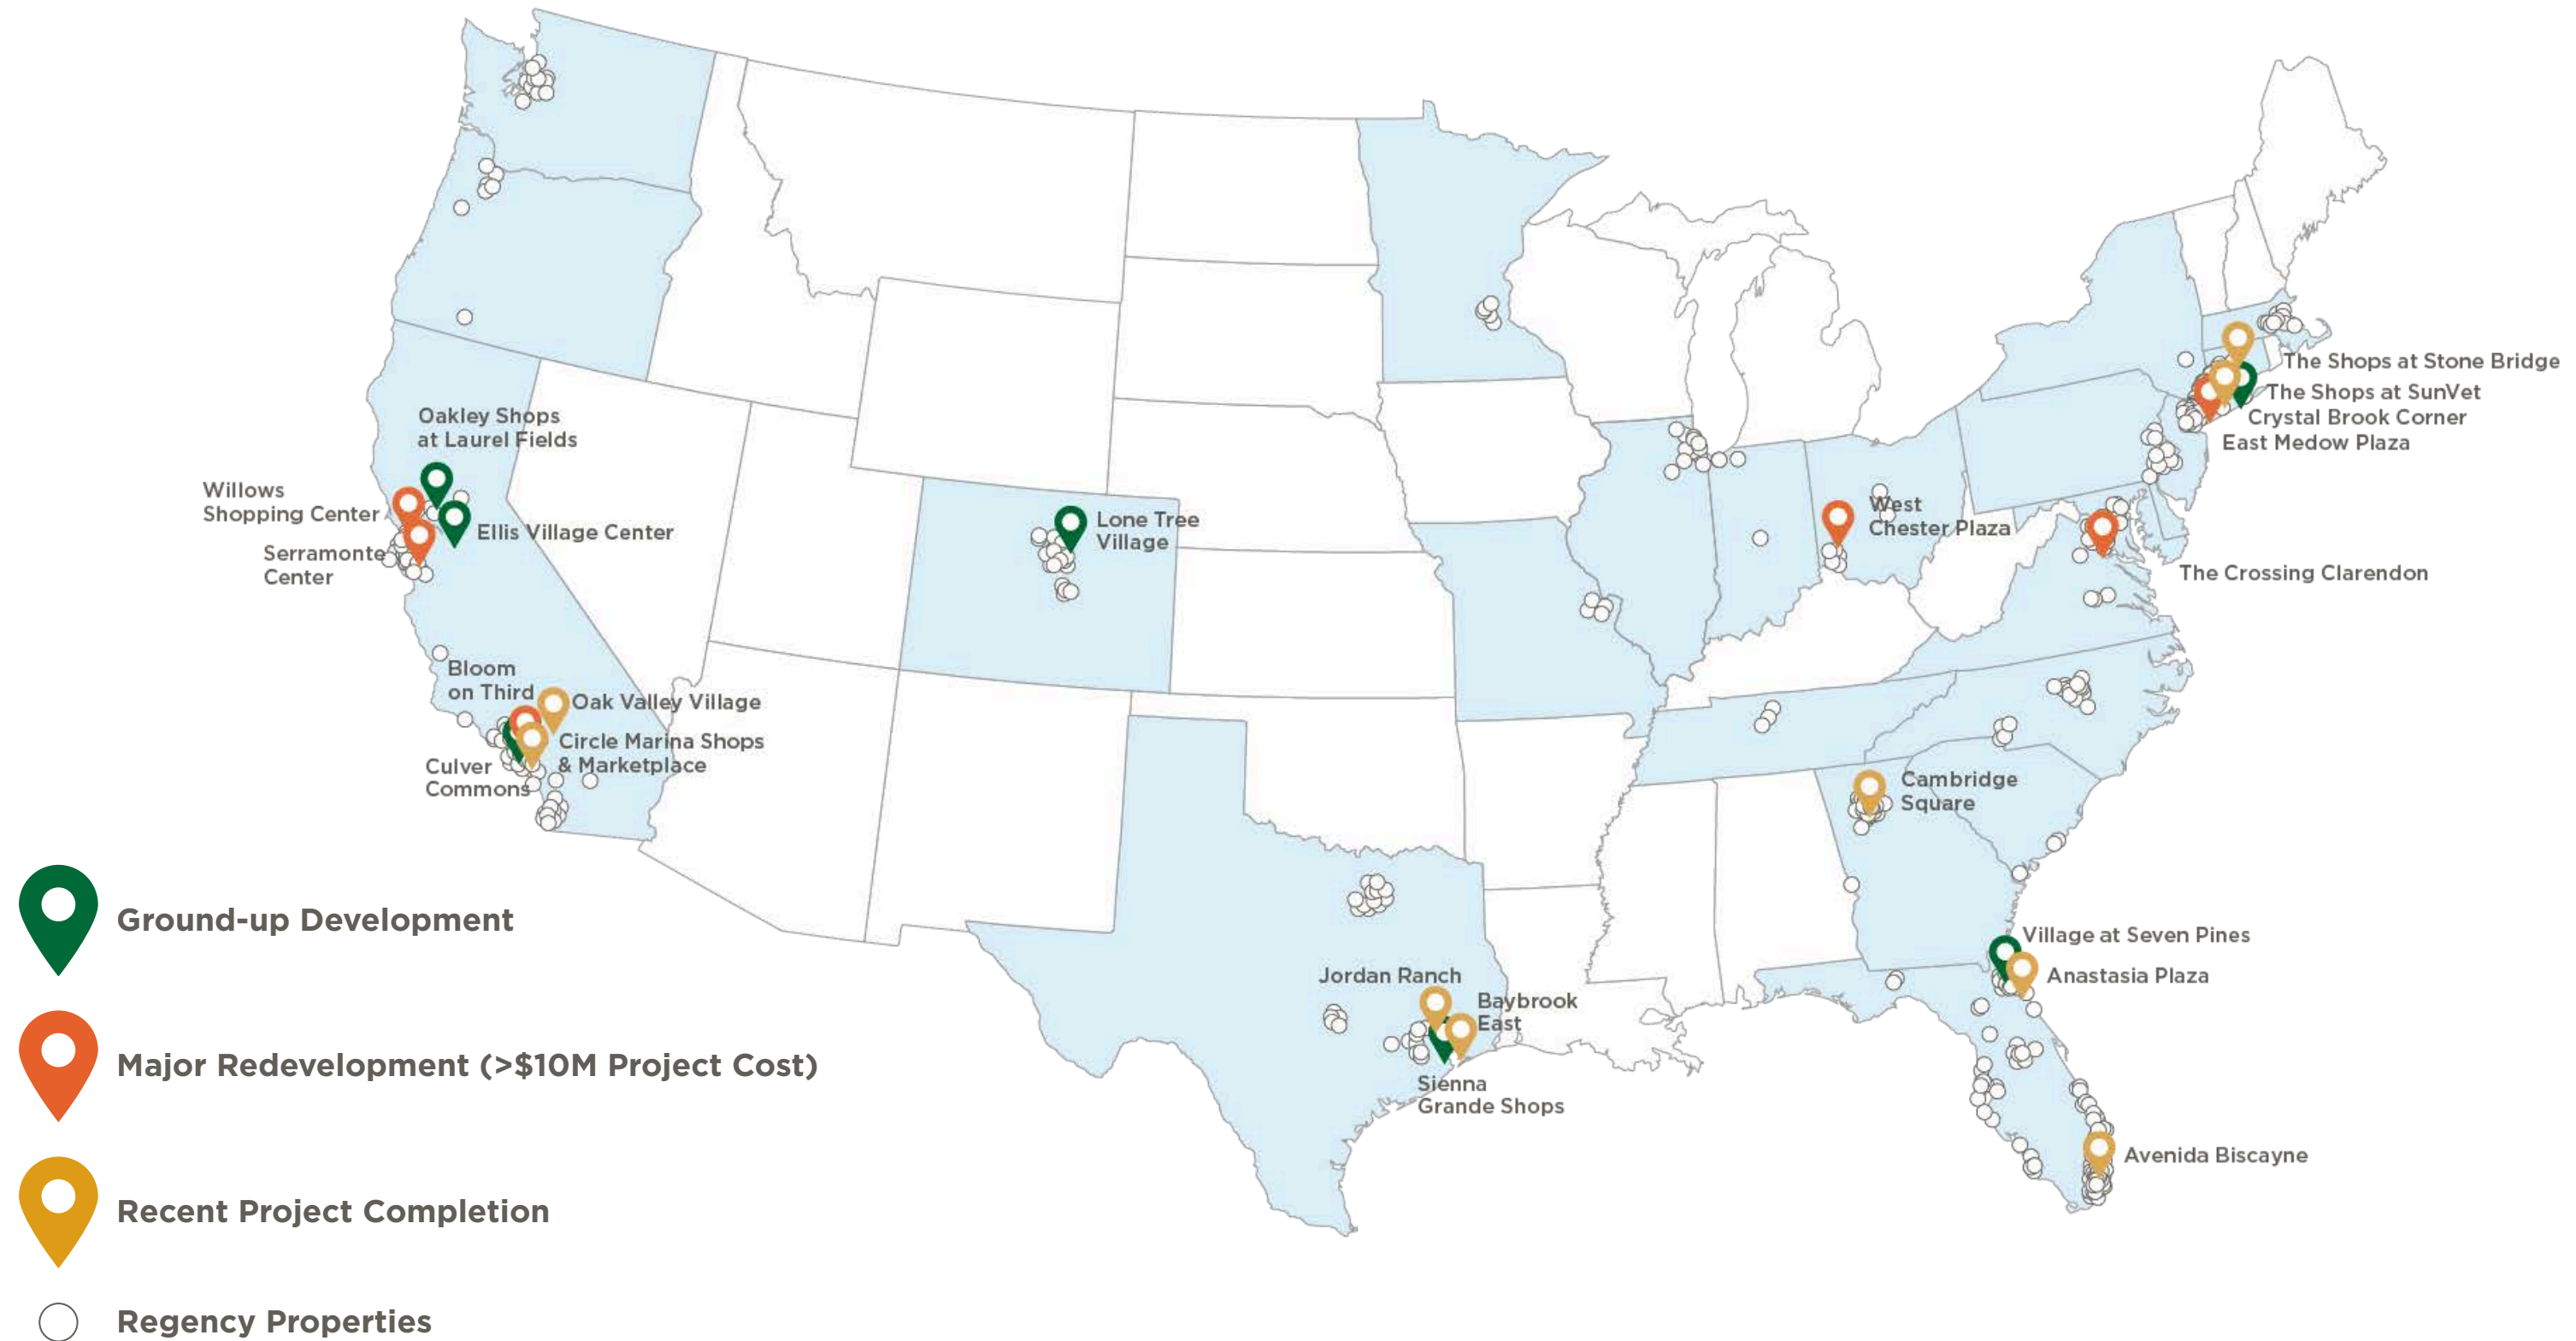 The Shops at Stone Bridge
The Shops at SunVet
Crystal Brook Corner
East Medow Plaza
Oakley Shops
at Laurel Fields
Willows
Shopping Center
Ellis Village Center
Serramonte
Center
Lone Tree
Village
West
Chester Plaza
The Crossing Clarendon
Bloom
on Third
Oak Valley Village
Circle Marina Shops
& Marketplace
Culver
Commons
Cambridge
Square
Village at Seven Pines
Anastasia Plaza
Jordan Ranch
Baybrook
East
Sienna
Grande Shops
Avenida Biscayne
Ground-up Development
Major Redevelopment (>$10M Project Cost)
Recent Project Completion
Regency Properties